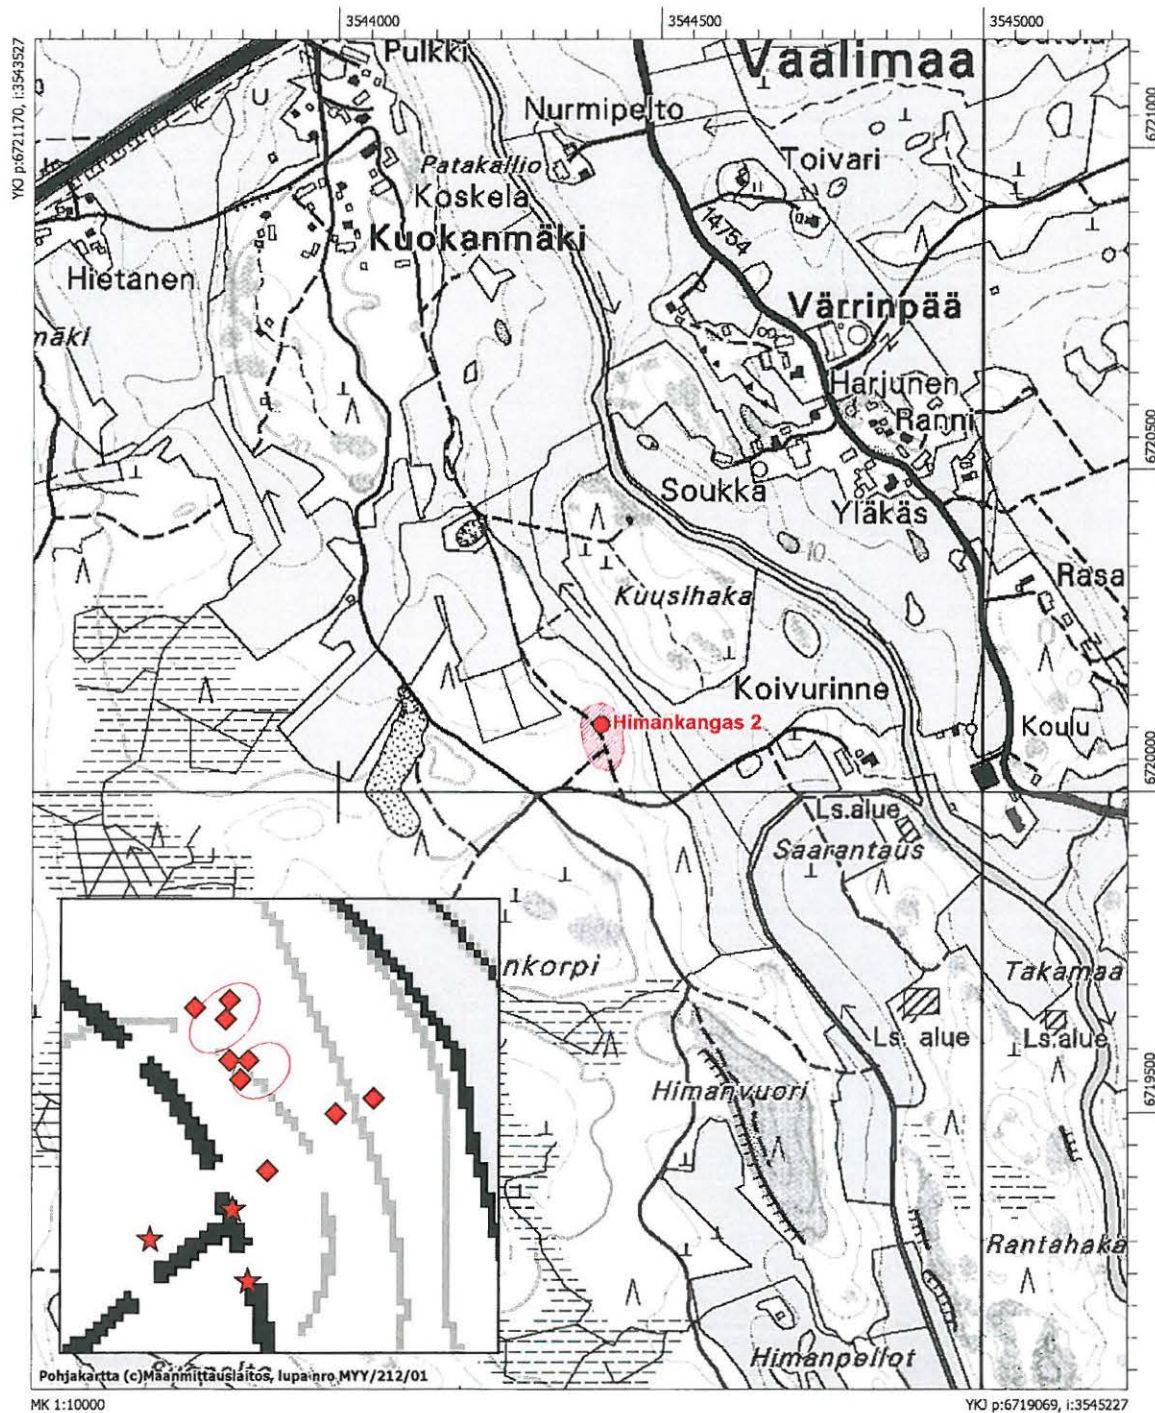 3544000
3544500
3545000
YKJ p:6721170, i:3543527
Pulkki
Vaalimaa
U
K
Nurmipelto
6721000
Patakallio
Toivari
Koskela
Kuokanmäki
14754
Hietanen
Värrinpää
mäki
Harjunen
Ranni
20
6720500
Soukka
Yläkäs
10
Kuusihaka
Rasa
Koivurinne
Himankangas 2
Koulu
6720000
Ls.alue
Saarantaus
nkorpi
Takamaa
Ls. alue
Ls.alue
6719500
Himanvuori
Rantahaka
Himanpellot
Pohjakartta (c)Maanmittauslaitos, lupa nro MYY/212/01
MK 1:10000
YKJ p:6719069, i:3545227